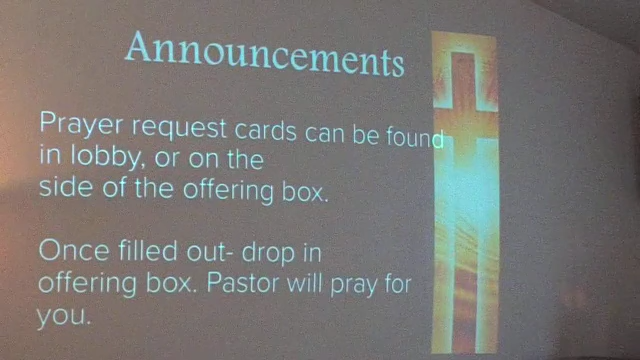 Announcements
Prayer request cards can be found
in lobby, or on the
side of the offering box.
Once filled out- drop in
offering box. Pastor will pray for
you.